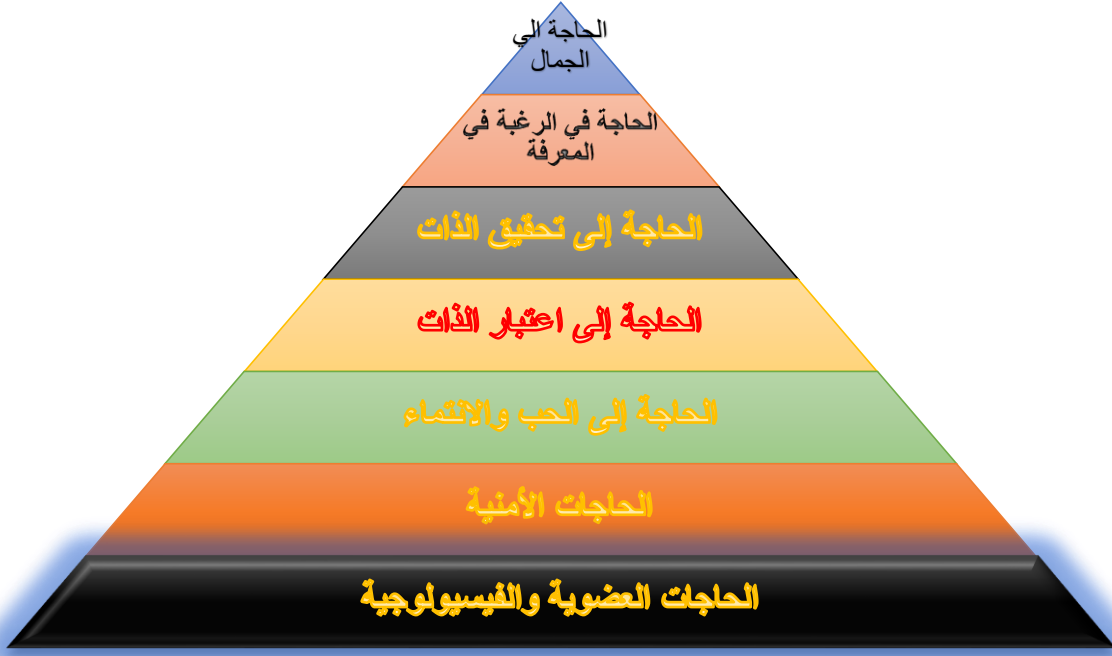 الحاجة الي
الجمال
الحاجة في الرغبة في
المعرفة
الحاجة إلى تحقيق الذات
الحاجة إلى اعتبار الذات
الحاجة إلى الحب والانتماء
الحاجات الأمنية
الحاجات العضوية والفيسيولوجية